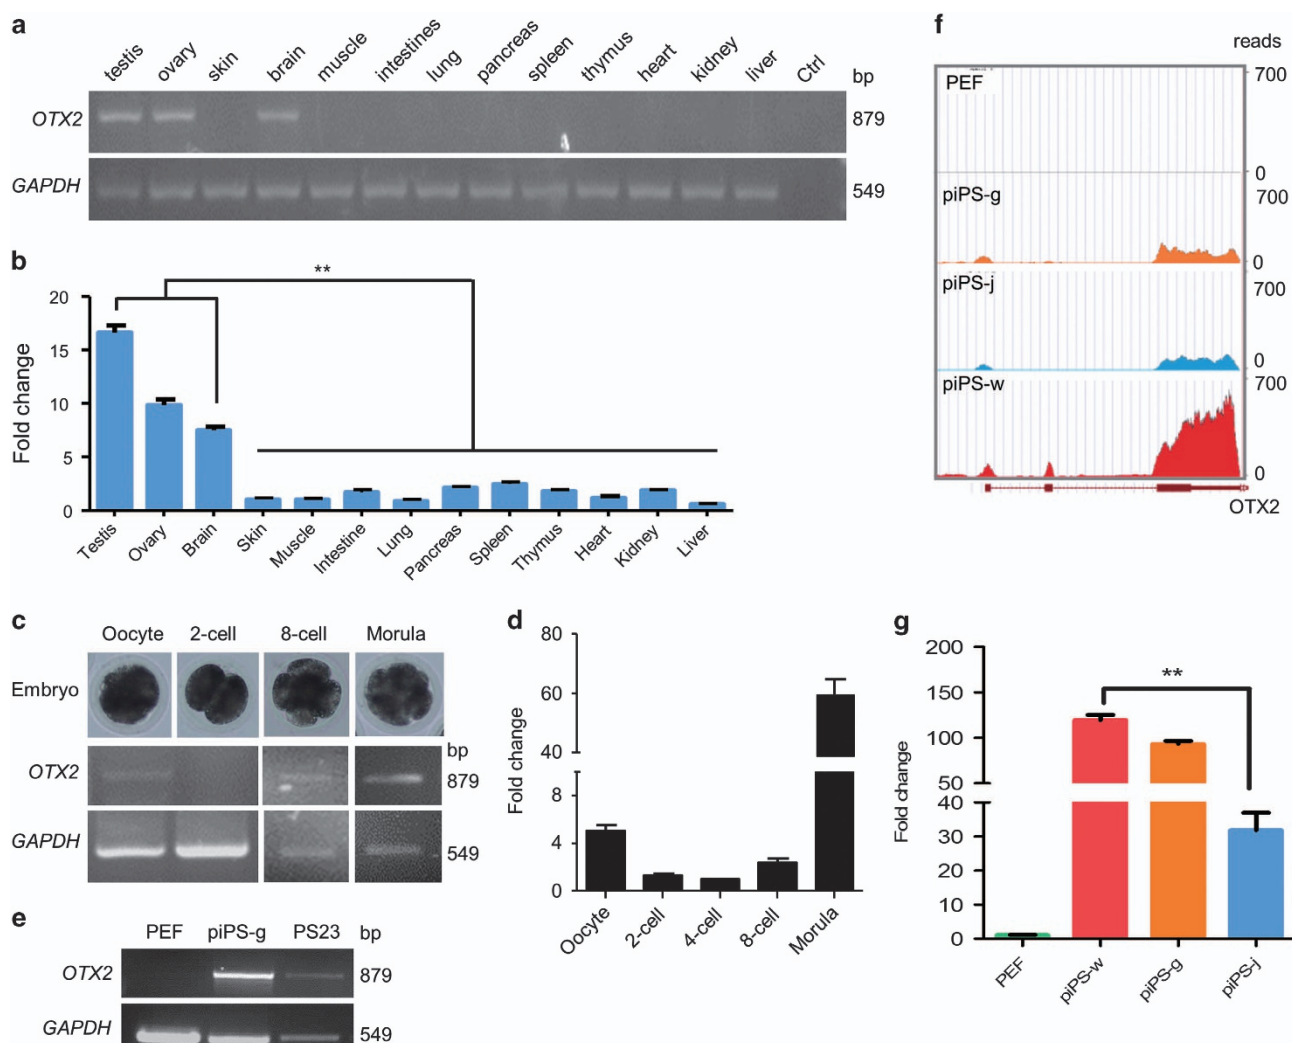 a
testis ovary skin brain muscle intestines lung pancreas spleen thymus heart kidney liver Ctrl bp
OTX2 879
GAPDH 549
b
**
Fold change
20
15
10
5
0
Testis Ovary Brain Skin Muscle Intestine Lung Pancreas Spleen Thymus Heart Kidney Liver
c
Oocyte 2-cell 8-cell Morula
Embryo
bp
OTX2 879
GAPDH 549
d
Fold change
80
60
40
8
4
0
Oocyte 2-cell 4-cell 8-cell Morula
e
PEF piPS-g PS23 bp
OTX2 879
GAPDH 549
f
reads
PEF 700
0
piPS-g 700
0
piPS-j 700
0
piPS-w 700
0
OTX2
g
**
Fold change
200
150
100
50
40
30
20
10
0
PEF piPS-w piPS-g piPS-j